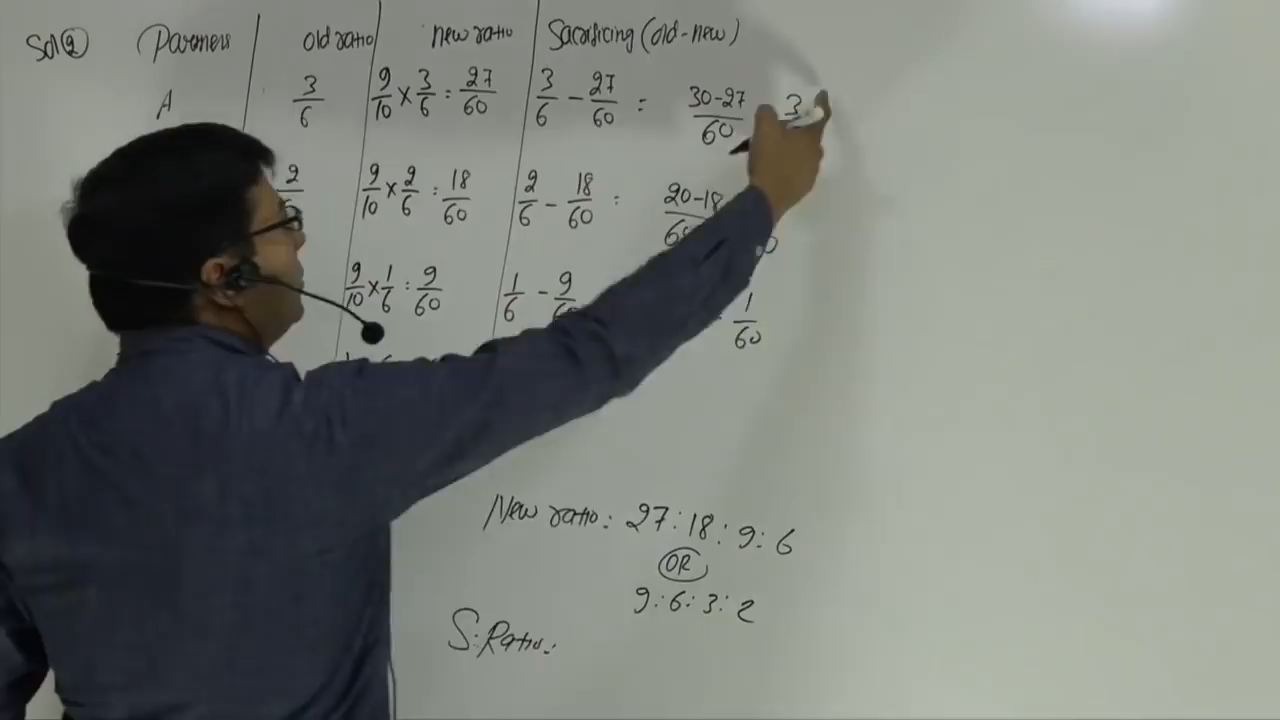 Sol 2 Partners old ratio new ratio Sacrificing (old-new)
A 3/6 9/10 × 3/6 = 27/60 3/6 - 27/60 = 30-27/60 3
2 9/10 × 2/6 = 18/60 2/6 - 18/60 = 20-18
9/10 × 1/6 = 9/60 1/6 - 9/60 1/60
New ratio: 27:18:9:6
OR
9:6:3:2
S.Ratio: